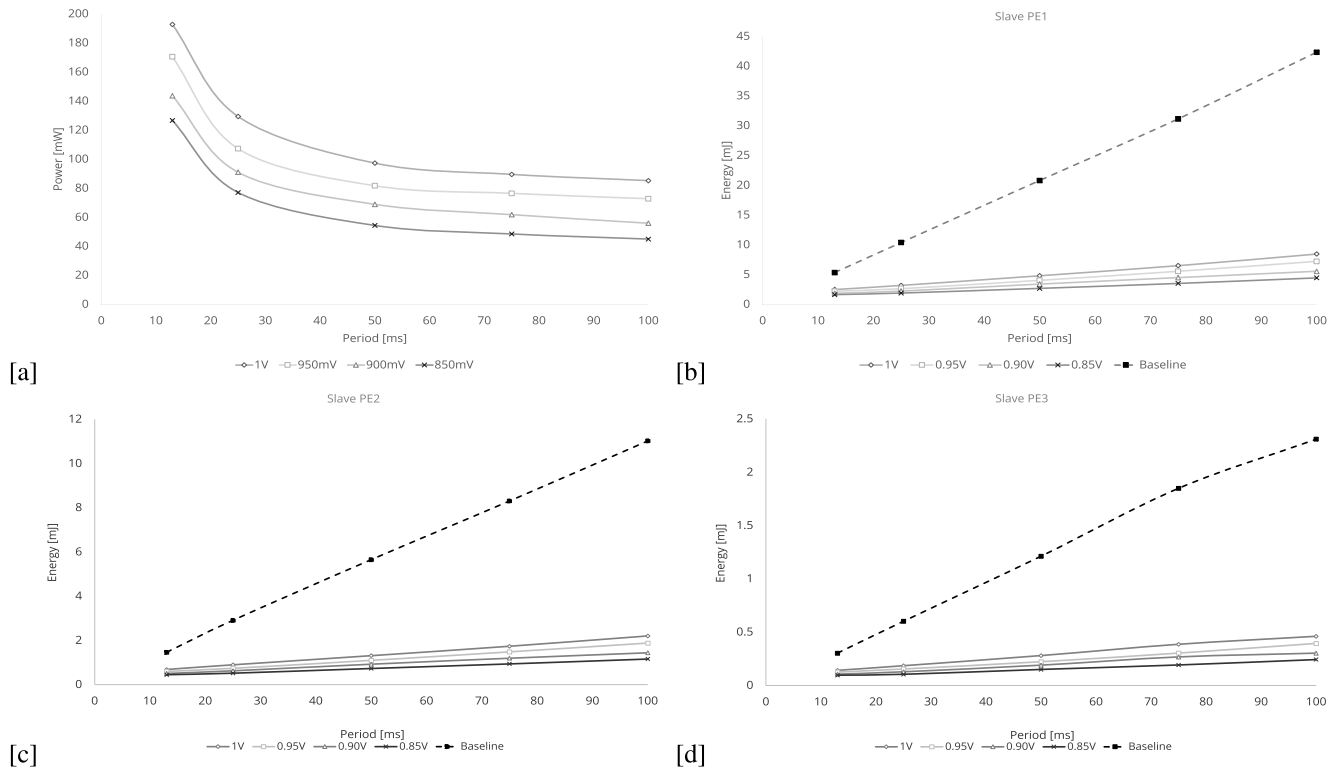 200
180
160
140
120
100
80
60
40
20
0
Power [mW]
0 10 20 30 40 50 60 70 80 90 100
Period [ms]
1V 950mV 900mV 850mV
[a]
Slave PE1
45
40
35
30
25
20
15
10
5
0
Energy [mJ]
0 10 20 30 40 50 60 70 80 90 100
Period [ms]
1V 0.95V 0.90V 0.85V Baseline
[b]
Slave PE2
12
10
8
6
4
2
0
Energy [mJ]
0 10 20 30 40 50 60 70 80 90 100
Period [ms]
1V 0.95V 0.90V 0.85V Baseline
[c]
Slave PE3
2.5
2
1.5
1
0.5
0
Energy [mJ]
0 10 20 30 40 50 60 70 80 90 100
Period [ms]
1V 0.95V 0.90V 0.85V Baseline
[d]